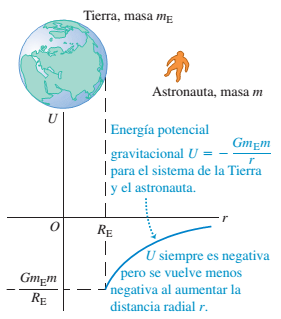 Tierra, masa mE
Astronauta, masa m
U
Energía potencial
gravitacional U = − GmEm/r
para el sistema de la Tierra
y el astronauta.
r
O
RE
U siempre es negativa
pero se vuelve menos
negativa al aumentar la
distancia radial r.
GmEm
RE